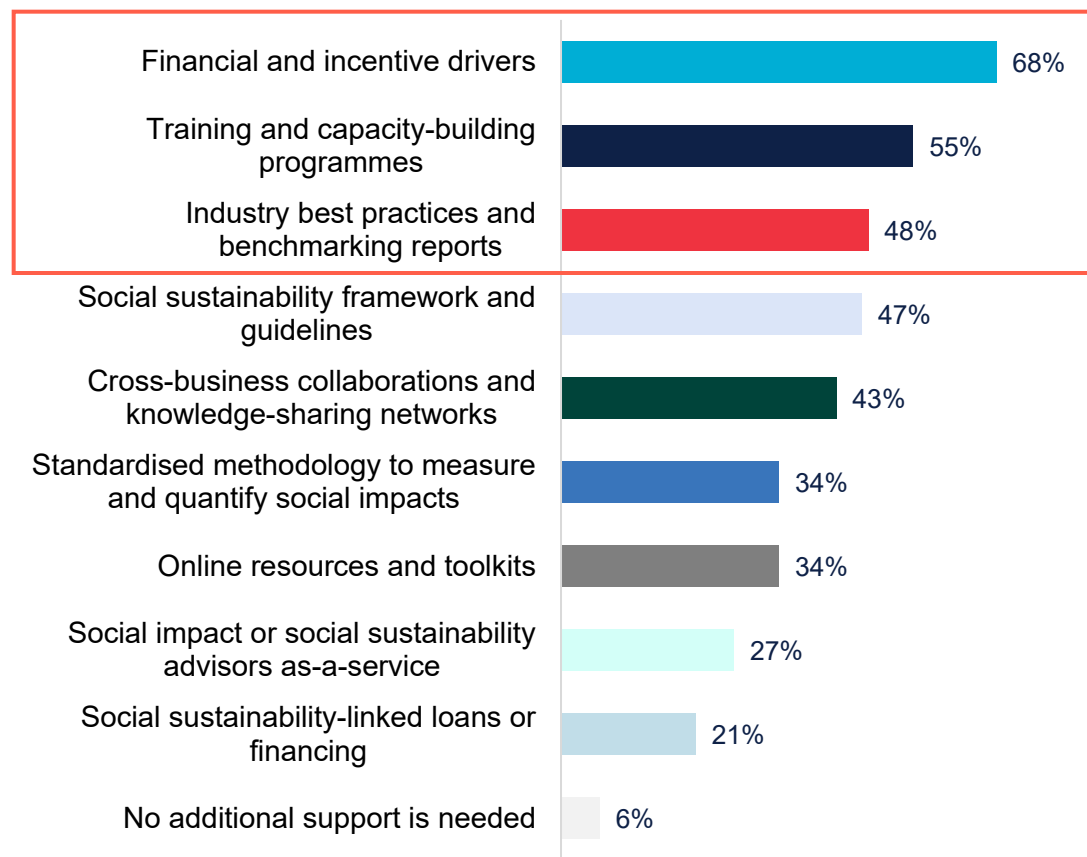 Financial and incentive drivers 68%
Training and capacity-building
programmes 55%
Industry best practices and
benchmarking reports 48%
Social sustainability framework and
guidelines 47%
Cross-business collaborations and
knowledge-sharing networks 43%
Standardised methodology to measure
and quantify social impacts 34%
Online resources and toolkits 34%
Social impact or social sustainability
advisors as-a-service 27%
Social sustainability-linked loans or
financing 21%
No additional support is needed 6%